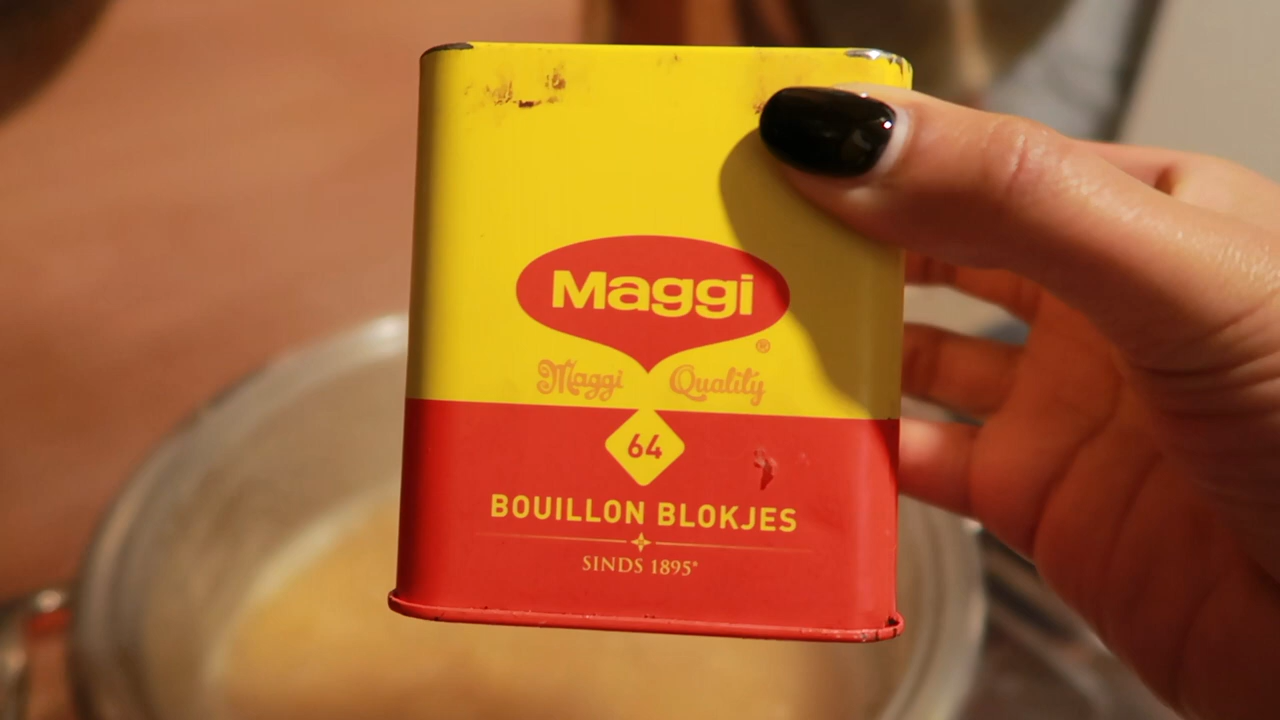 Maggi
®
Maggi Quality
64
BOUILLON BLOKJES
SINDS 1895*